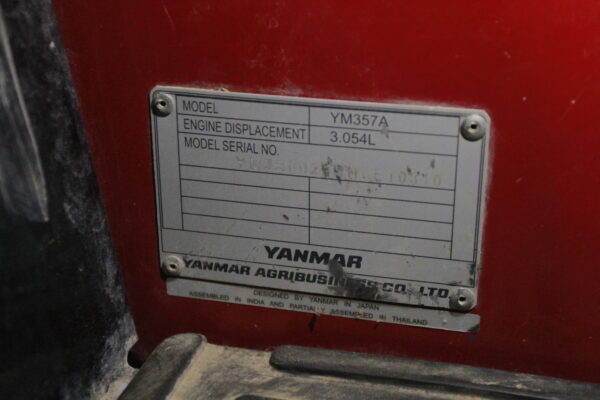 MODEL YM357A
ENGINE DISPLACEMENT 3.054L
MODEL SERIAL NO.
YANMAR
YANMAR AGRIBUSINESS CO., LTD.
DESIGNED BY YANMAR IN JAPAN
ASSEMBLED IN INDIA AND PARTIALLY ASSEMBLED IN THAILAND